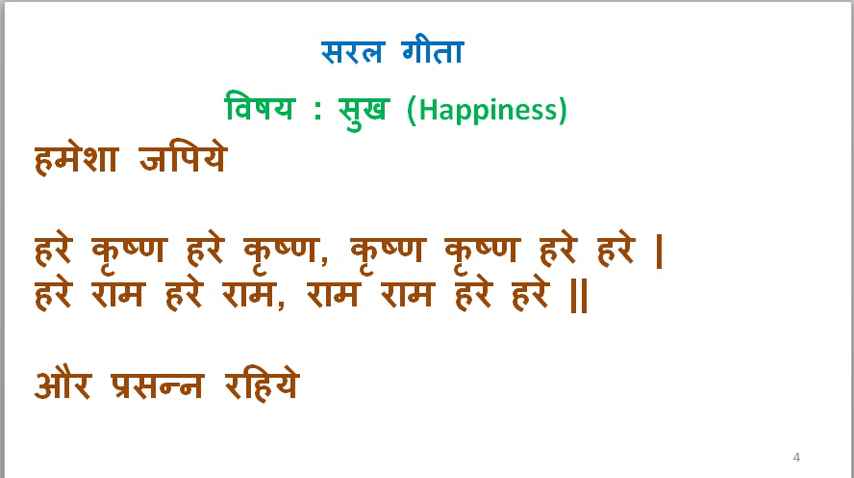 सरल गीता
विषय : सुख (Happiness)
हमेशा जपिये
हरे कृष्ण हरे कृष्ण, कृष्ण कृष्ण हरे हरे |
हरे राम हरे राम, राम राम हरे हरे ||
और प्रसन्न रहिये
4